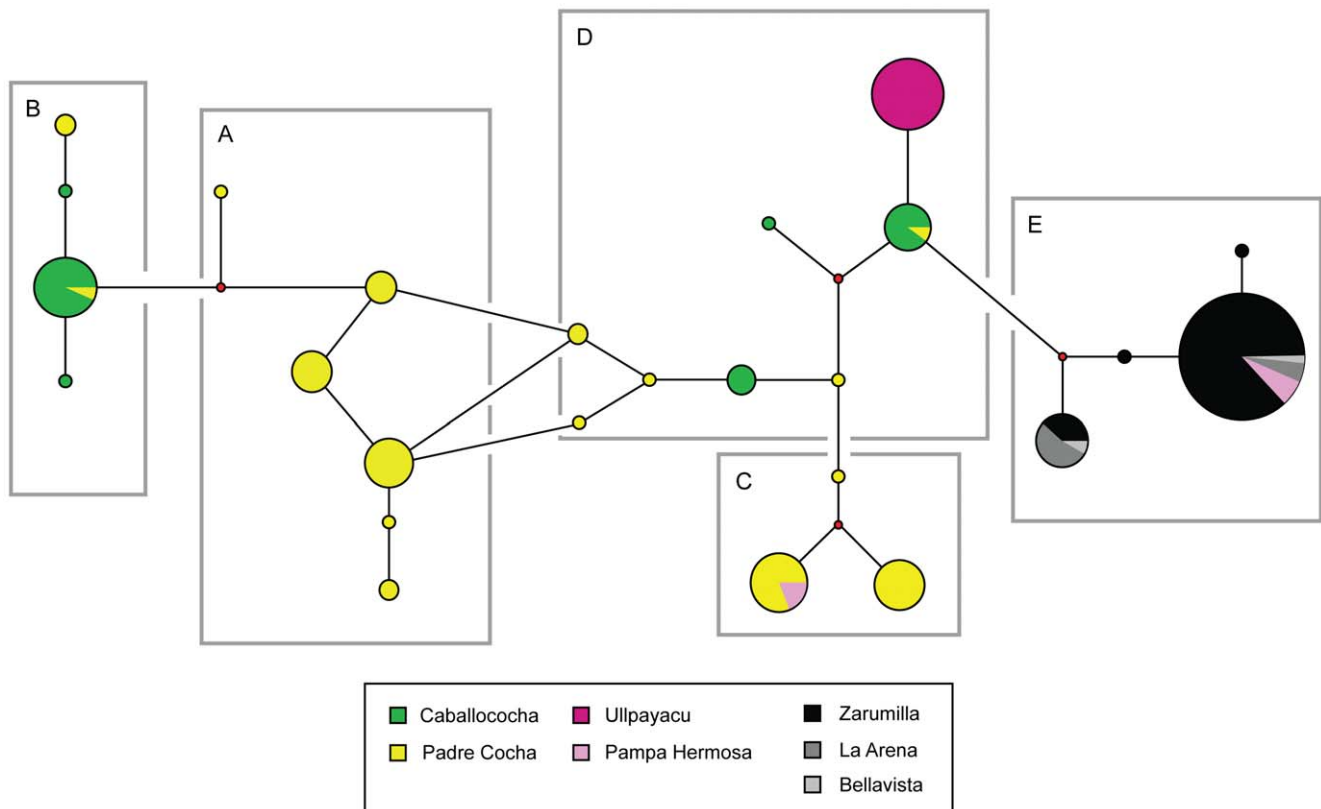 D
B
A
E
C
Caballococha
Ullpayacu
Zarumilla
Padre Cocha
Pampa Hermosa
La Arena
Bellavista